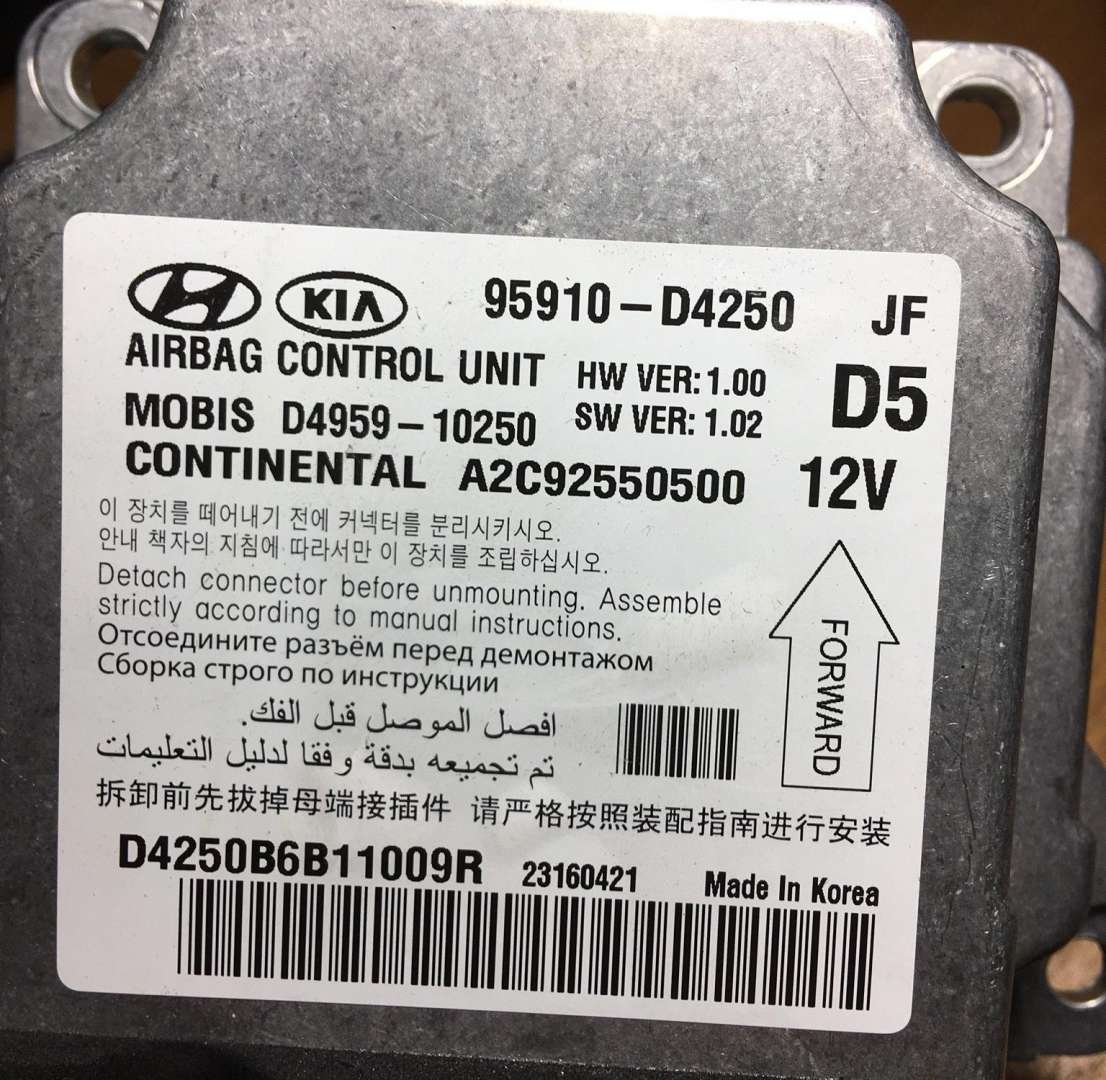 KIA 95910-D4250 JF
AIRBAG CONTROL UNIT HW VER: 1.00 D5
MOBIS D4959-10250 SW VER: 1.02
CONTINENTAL A2C92550500 12V
이 장치를 떼어내기 전에 커넥터를 분리시키시오.
안내 책자의 지침에 따라서만 이 장치를 조립하십시오.
Detach connector before unmounting. Assemble
strictly according to manual instructions.
Отсоедините разъём перед демонтажом
Сборка строго по инструкции
افصل الموصل قبل الفك.
تم تجميعه بدقة وفقا لدليل التعليمات
FORWARD
拆卸前先拔掉母端接插件 请严格按照装配指南进行安装
D4250B6B11009R 23160421 Made In Korea